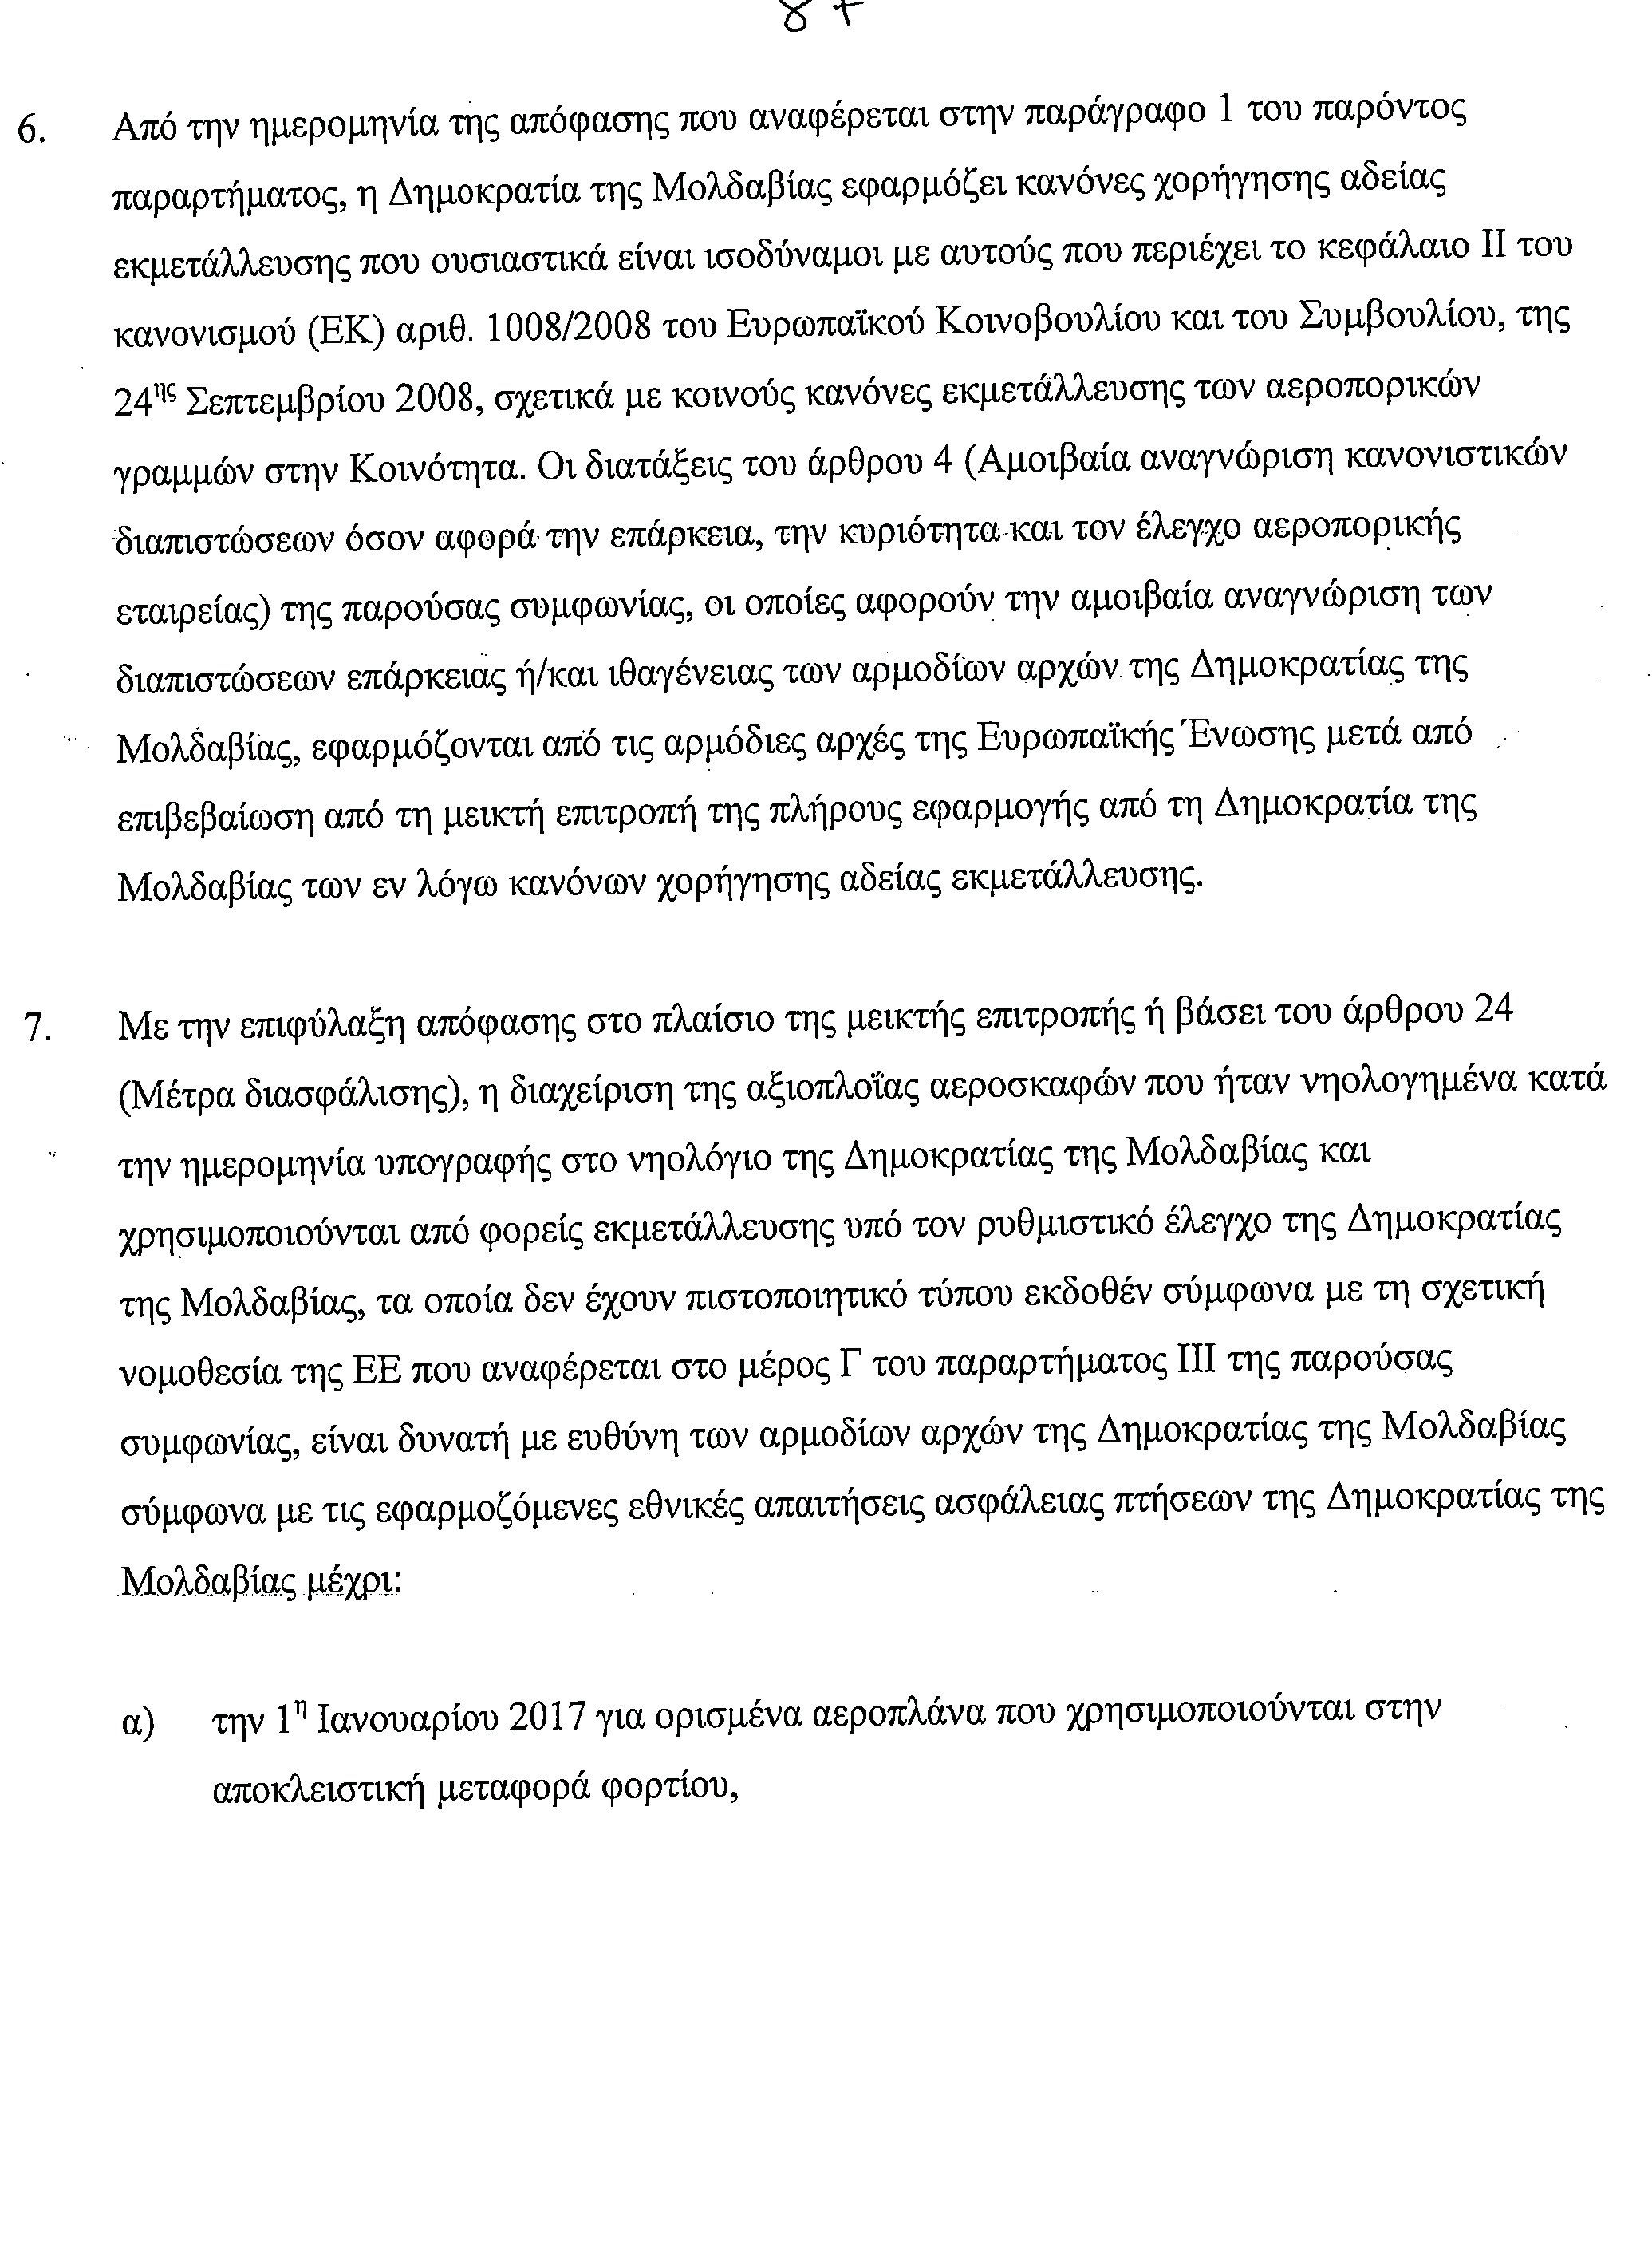 6. Από την ημερομηνία της απόφασης που αναφέρεται στην παράγραφο 1 του παρόντος
παραρτήματος, η Δημοκρατία της Μολδαβίας εφαρμόζει κανόνες χορήγησης αδείας
εκμετάλλευσης που ουσιαστικά είναι ισοδύναμοι με αυτούς που περιέχει το κεφάλαιο II του
κανονισμού (ΕΚ) αριθ. 1008/2008 του Ευρωπαϊκού Κοινοβουλίου και του Συμβουλίου, της
24ης Σεπτεμβρίου 2008, σχετικά με κοινούς κανόνες εκμετάλλευσης των αεροπορικών
γραμμών στην Κοινότητα. Οι διατάξεις του άρθρου 4 (Αμοιβαία αναγνώριση κανονιστικών
διαπιστώσεων όσον αφορά την επάρκεια, την κυριότητα και τον έλεγχο αεροπορικής
εταιρείας) της παρούσας συμφωνίας, οι οποίες αφορούν την αμοιβαία αναγνώριση των
διαπιστώσεων επάρκειας ή/και ιθαγένειας των αρμοδίων αρχών της Δημοκρατίας της
Μολδαβίας, εφαρμόζονται από τις αρμόδιες αρχές της Ευρωπαϊκής Ένωσης μετά από
επιβεβαίωση από τη μεικτή επιτροπή της πλήρους εφαρμογής από τη Δημοκρατία της
Μολδαβίας των εν λόγω κανόνων χορήγησης αδείας εκμετάλλευσης.
7. Με την επιφύλαξη απόφασης στο πλαίσιο της μεικτής επιτροπής ή βάσει του άρθρου 24
(Μέτρα διασφάλισης), η διαχείριση της αξιοπλοΐας αεροσκαφών που ήταν νηολογημένα κατά
την ημερομηνία υπογραφής στο νηολόγιο της Δημοκρατίας της Μολδαβίας και
χρησιμοποιούνται από φορείς εκμετάλλευσης υπό τον ρυθμιστικό έλεγχο της Δημοκρατίας
της Μολδαβίας, τα οποία δεν έχουν πιστοποιητικό τύπου εκδοθέν σύμφωνα με τη σχετική
νομοθεσία της ΕΕ που αναφέρεται στο μέρος Γ του παραρτήματος III της παρούσας
συμφωνίας, είναι δυνατή με ευθύνη των αρμοδίων αρχών της Δημοκρατίας της Μολδαβίας
σύμφωνα με τις εφαρμοζόμενες εθνικές απαιτήσεις ασφάλειας πτήσεων της Δημοκρατίας της
Μολδαβίας μέχρι:
α) την 1η Ιανουαρίου 2017 για ορισμένα αεροπλάνα που χρησιμοποιούνται στην
αποκλειστική μεταφορά φορτίου,